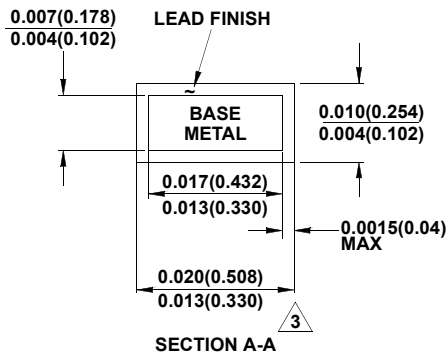 0.007(0.178)
0.004(0.102)
LEAD FINISH
~
BASE
METAL
0.010(0.254)
0.004(0.102)
0.017(0.432)
0.013(0.330)
0.0015(0.04)
MAX
0.020(0.508)
0.013(0.330)
3
SECTION A-A